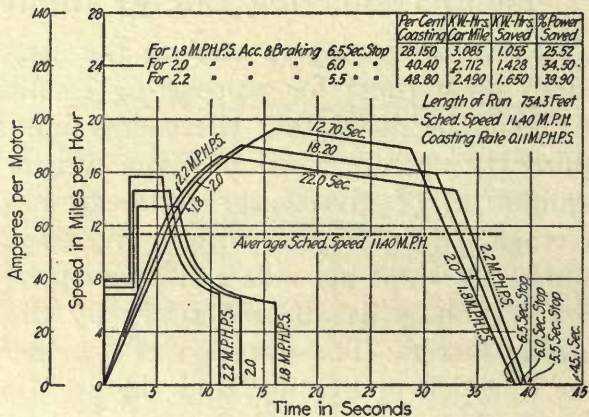 Per Cent Coasting KW.-Hrs. Car Mile KW.-Hrs. Saved % Power Saved
For 1.8 M.P.H.P.S. Acc. & Braking 6.5 Sec. Stop 28.150 3.085 1.055 25.52
For 2.0 " " " 6.0 " " 40.40 2.712 1.428 34.50
For 2.2 " " " 5.5 " " 48.80 2.490 1.650 39.90
Length of Run 754.3 Feet
Sched. Speed 11.40 M.P.H.
Coasting Rate 0.11 M.P.H.P.S.
Amperes per Motor
140
120
100
80
60
40
20
0
Speed in Miles per Hour
28
24
20
16
12
8
4
0
2.2 M.P.H.P.S.
2.0
1.8
12.70 Sec.
18.20
22.0 Sec.
Average Sched. Speed 11.40 M.P.H.
2.2 M.P.H.P.S.
2.0
1.8 M.P.H.P.S.
2.0
1.8 M.P.H.P.S.
2.2 M.P.H.P.S.
6.5 Sec. Stop
6.0 Sec. Stop
5.5 Sec. Stop
45.1 Sec.
5 10 15 20 25 30 35 40 45
Time in Seconds